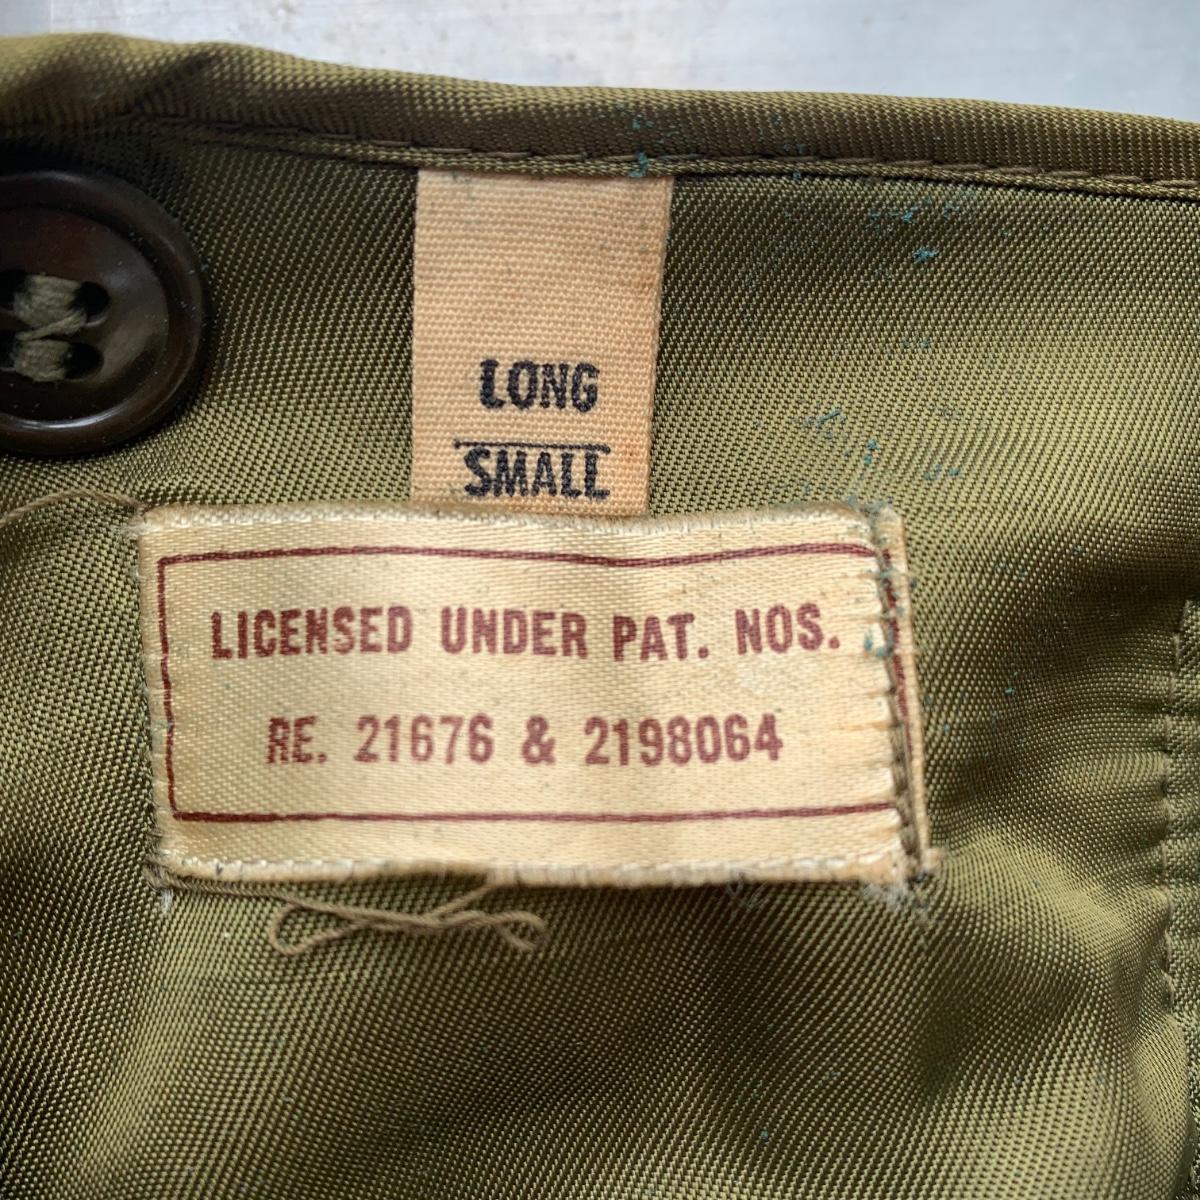 LONG
SMALL
LICENSED UNDER PAT. NOS.
RE. 21676 & 2198064